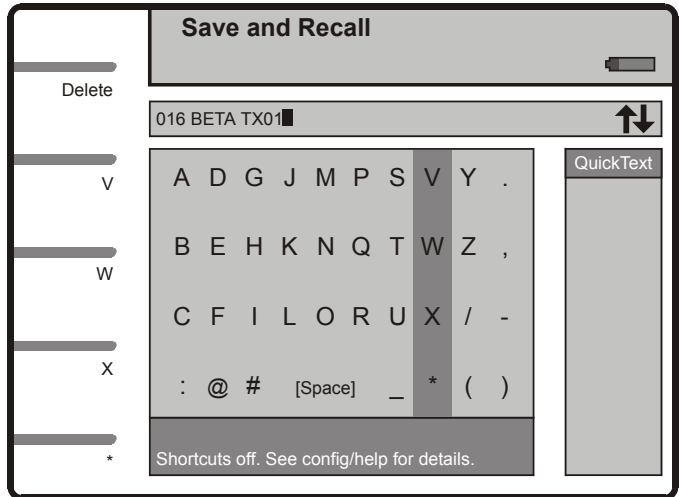 Save and Recall
Delete
016 BETA TX01
V
W
X
*
A D G J M P S V Y .
B E H K N Q T W Z ,
C F I L O R U X / -
: @ # [Space] _ * ( )
QuickText
Shortcuts off. See config/help for details.